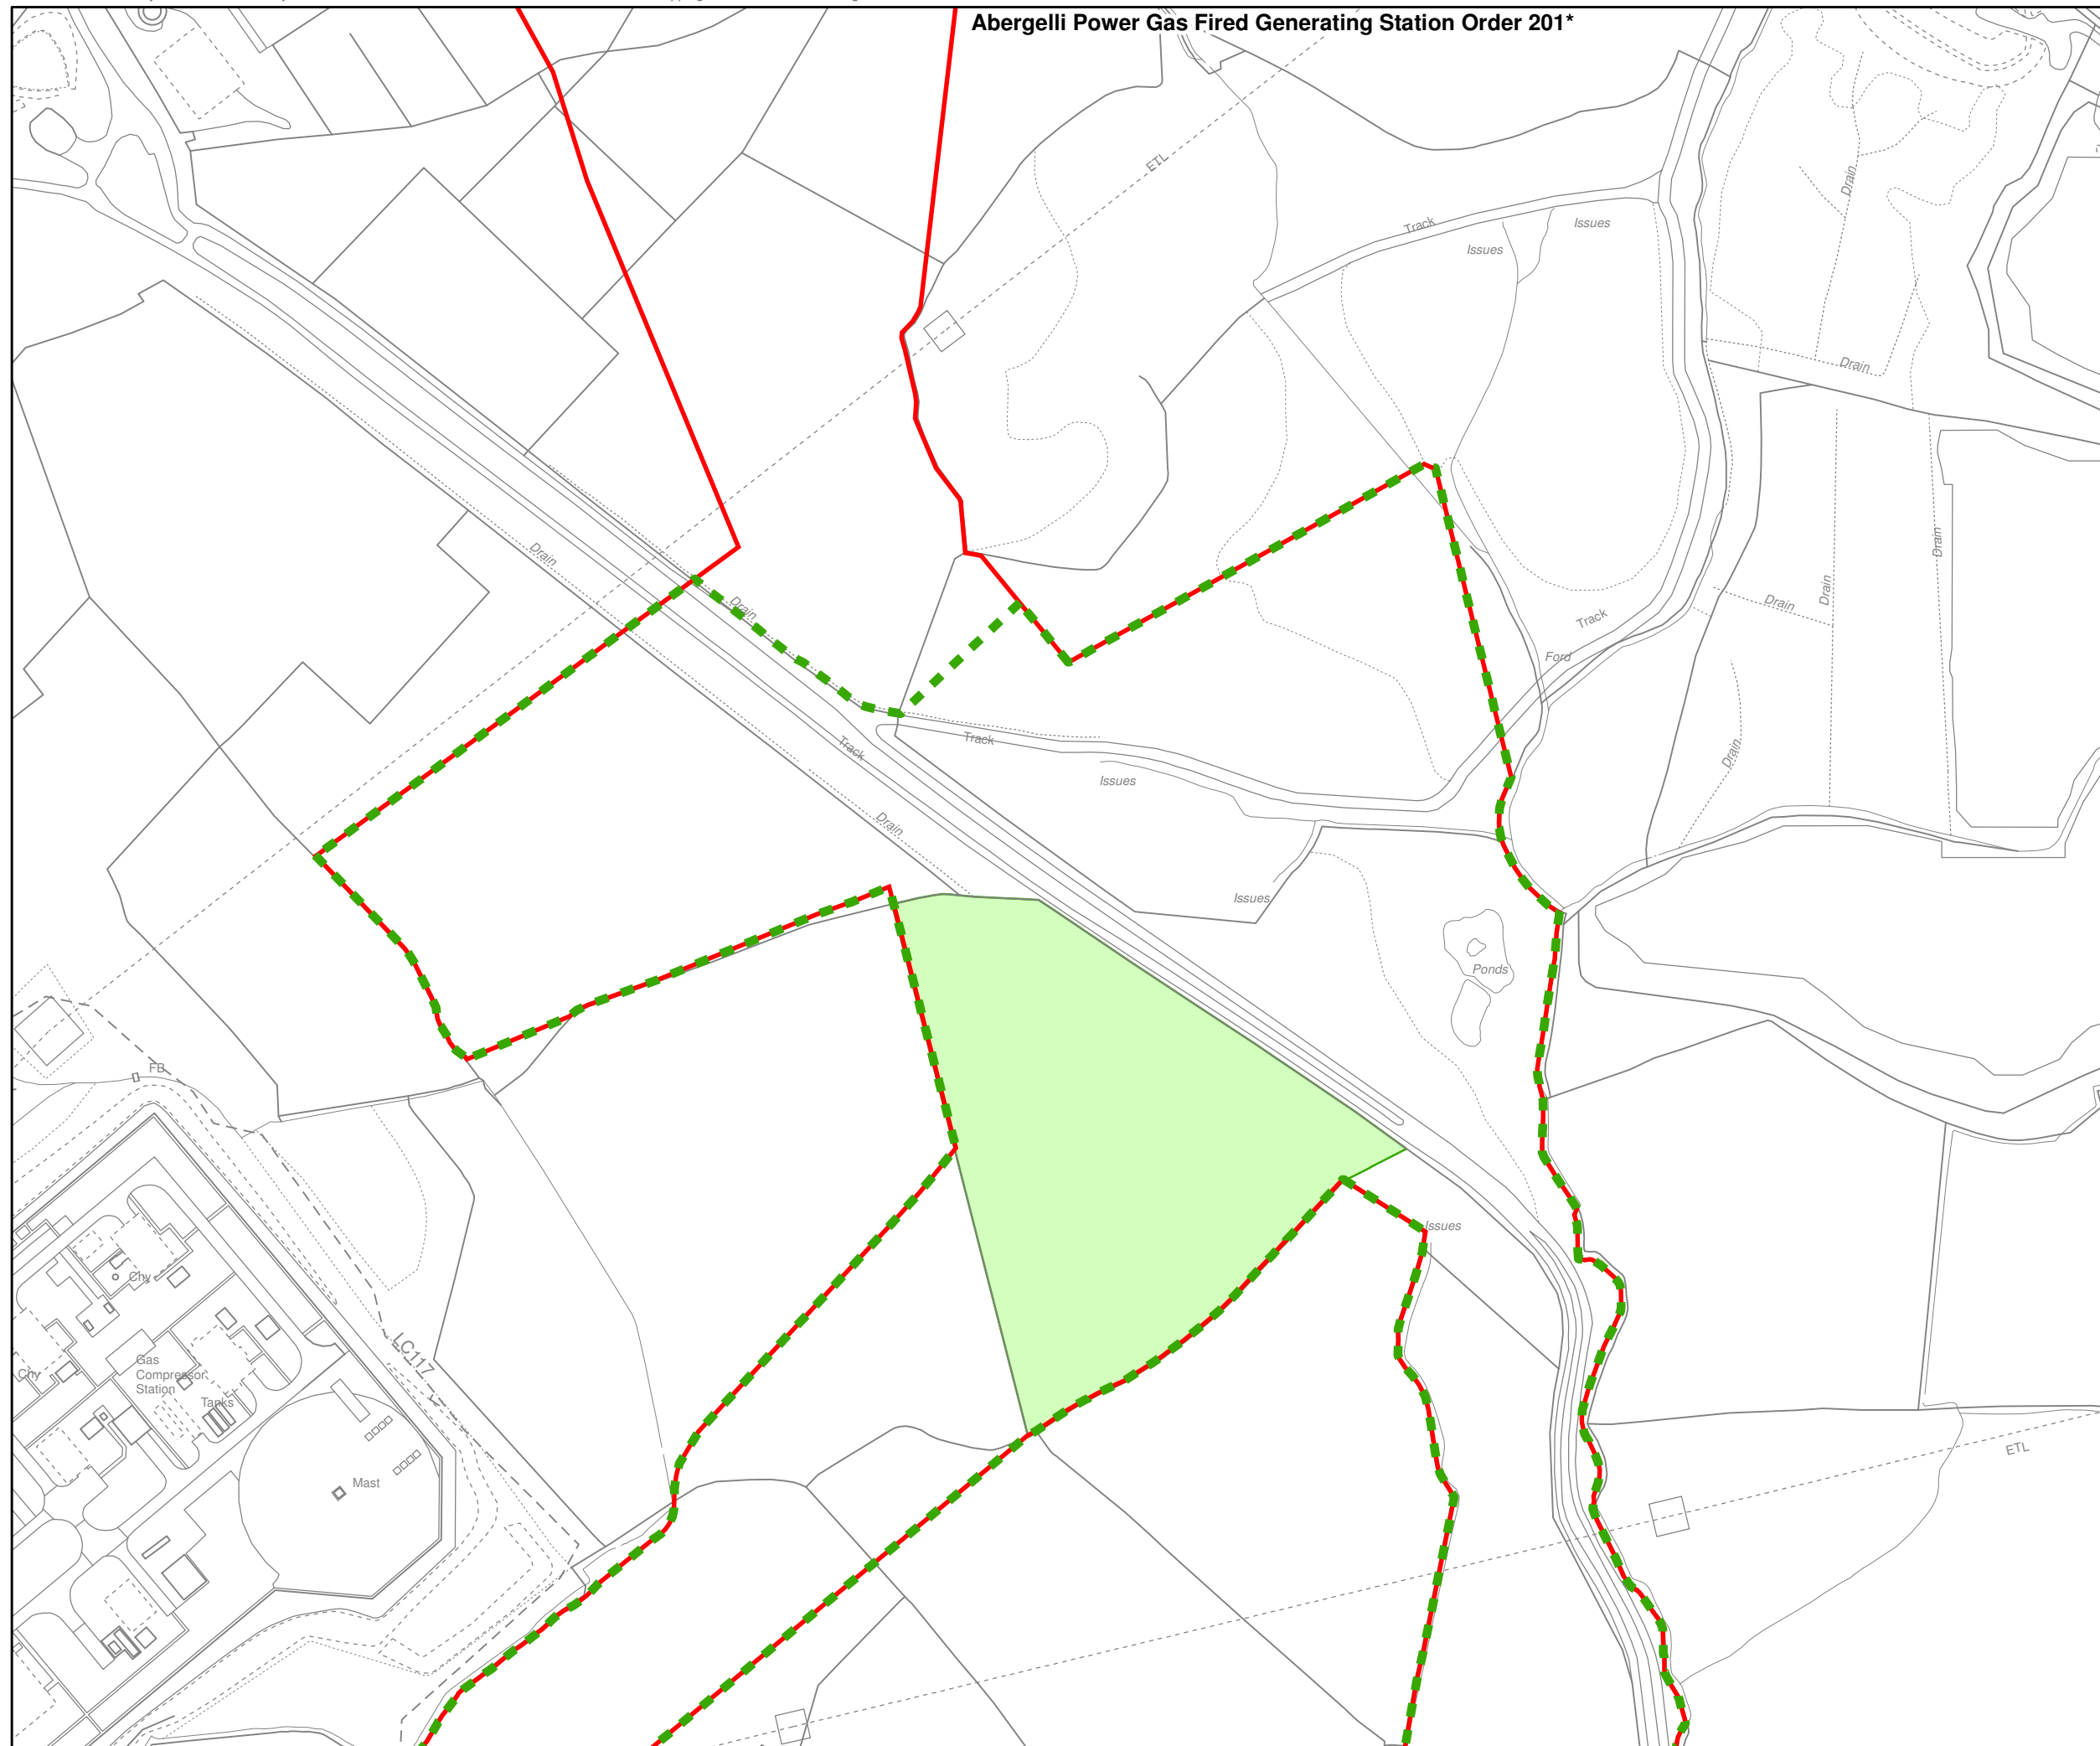 Abergelli Power Gas Fired Generating Station Order 201*
ETL
Drain
Track
Issues
Issues
Drain
Drain
Drain
Drain
Drain
Drain
Drain
Track
Ford
Track
Track
Drain
Issues
Drain
Issues
Ponds
FB
Issues
Chy
LC117
Gas
Compressor
Station
Chy
Tanks
ETL
Mast